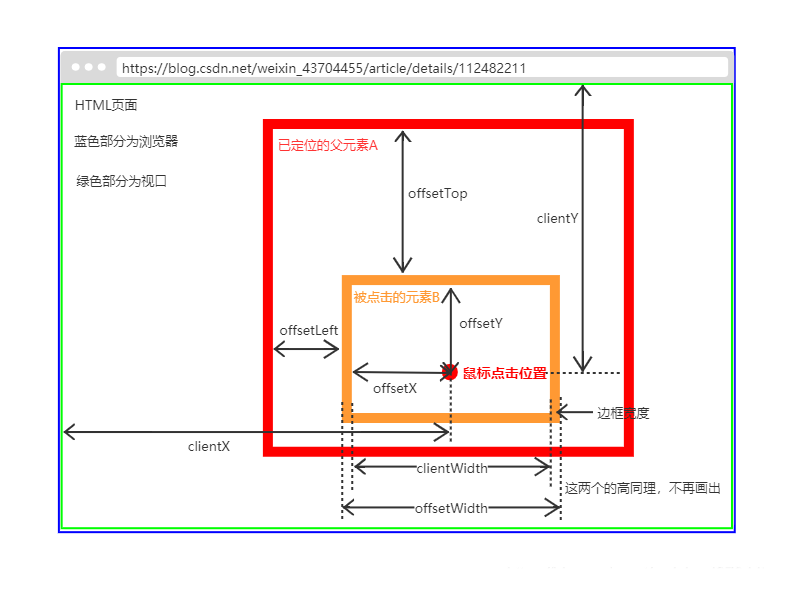 https://blog.csdn.net/weixin_43704455/article/details/112482211
HTML页面
蓝色部分为浏览器
已定位的父元素A
绿色部分为视口
offsetTop
clientY
被点击的元素B
offsetLeft
offsetY
鼠标点击位置
offsetX
边框宽度
clientX
clientWidth
这两个的高同理，不再画出
offsetWidth